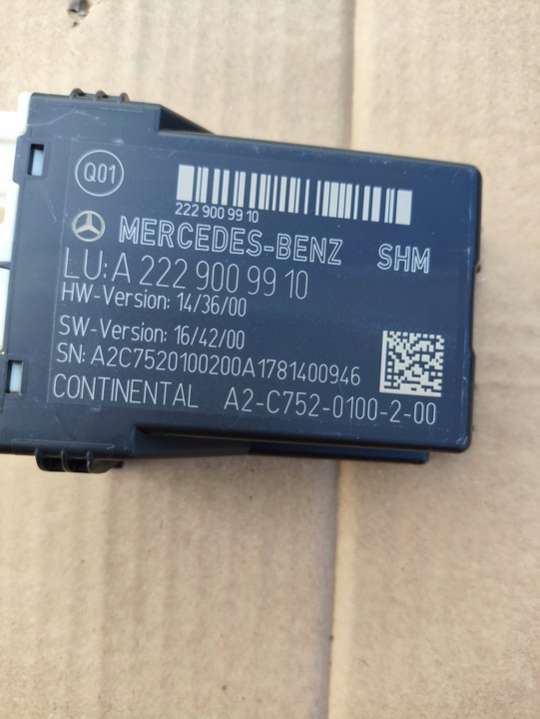 Q01
222 900 99 10
MERCEDES-BENZ SHM
LU: A 222 900 99 10
HW-Version: 14/36/00
SW-Version: 16/42/00
SN: A2C7520100200A1781400946
CONTINENTAL A2-C752-0100-2-00